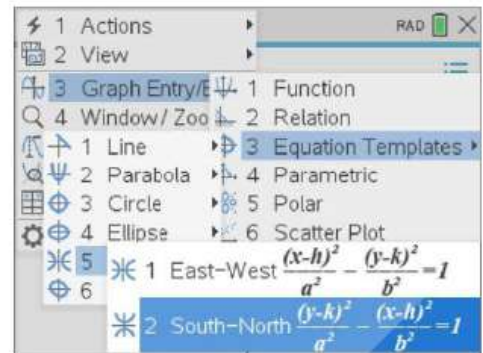 1 Actions
RAD
2 View
3 Graph Entry/E
1 Function
4 Window / Zoo
2 Relation
1 Line
3 Equation Templates
2 Parabola
4 Parametric
3 Circle
5 Polar
4 Ellipse
6 Scatter Plot
5
1 East-West (x-h)²/a² - (y-k)²/b² =1
6
2 South-North (y-k)²/a² - (x-h)²/b² =1